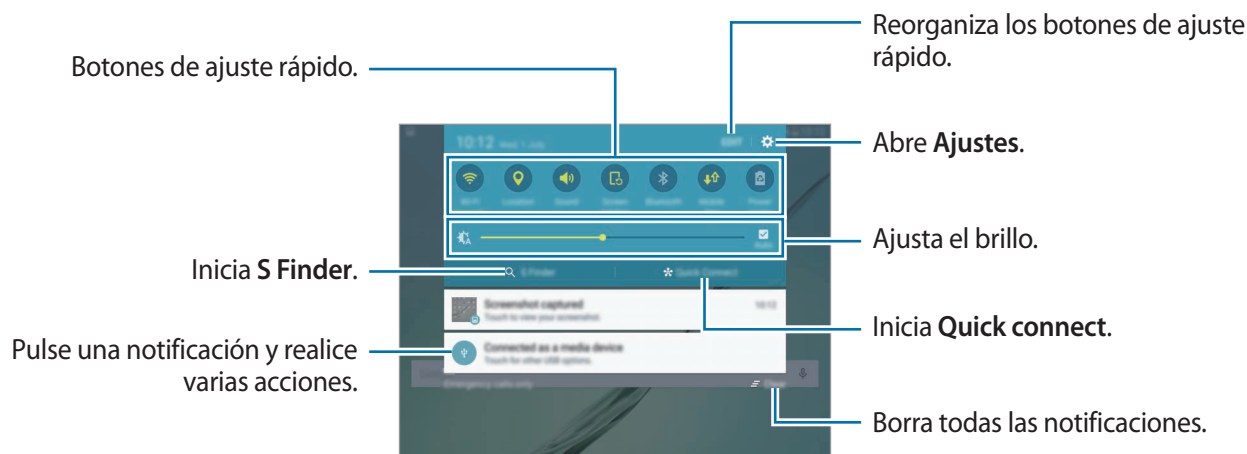 Reorganiza los botones de ajuste
rápido.
Botones de ajuste rápido.
Abre Ajustes.
10:12 Wed, 1 July
EDIT
Wi-Fi Location Sound Screen Bluetooth Mobile Power
Ajusta el brillo.
Auto
Inicia S Finder.
S Finder Quick Connect
Screenshot captured 10:12
Touch to view your screenshot.
Inicia Quick connect.
Pulse una notificación y realice
varias acciones.
Connected as a media device
Touch for other USB options.
Emergency calls only Clear
Borra todas las notificaciones.